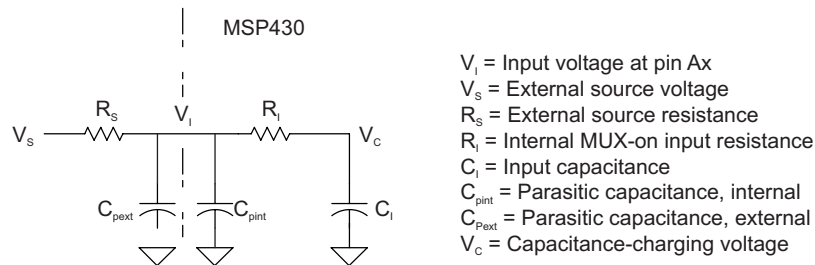 MSP430
V_S
R_S
V_I
R_I
V_C
C_pext
C_pint
C_I
V_I = Input voltage at pin Ax
V_S = External source voltage
R_S = External source resistance
R_I = Internal MUX-on input resistance
C_I = Input capacitance
C_pint = Parasitic capacitance, internal
C_Pext = Parasitic capacitance, external
V_C = Capacitance-charging voltage